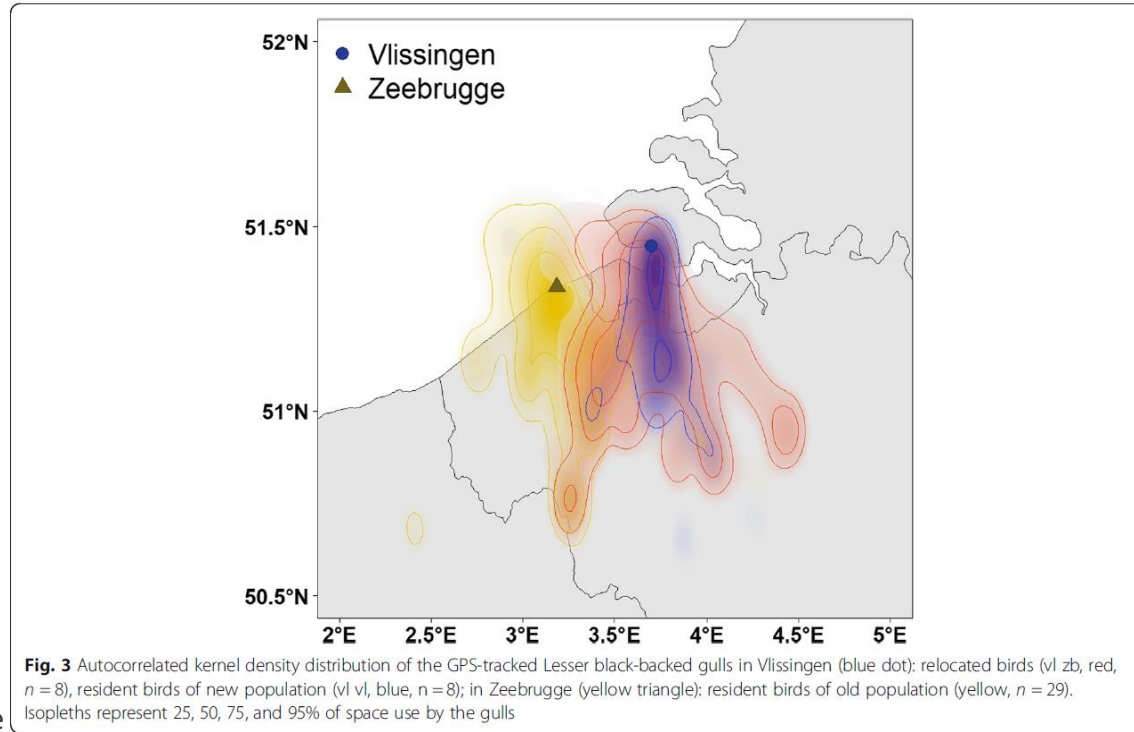 52°N
Vlissingen
Zeebrugge
51.5°N
51°N
50.5°N
2°E 2.5°E 3°E 3.5°E 4°E 4.5°E 5°E
Fig. 3 Autocorrelated kernel density distribution of the GPS-tracked Lesser black-backed gulls in Vlissingen (blue dot): relocated birds (vl zb, red,
n = 8), resident birds of new population (vl vl, blue, n = 8); in Zeebrugge (yellow triangle): resident birds of old population (yellow, n = 29).
Isopleths represent 25, 50, 75, and 95% of space use by the gulls
e